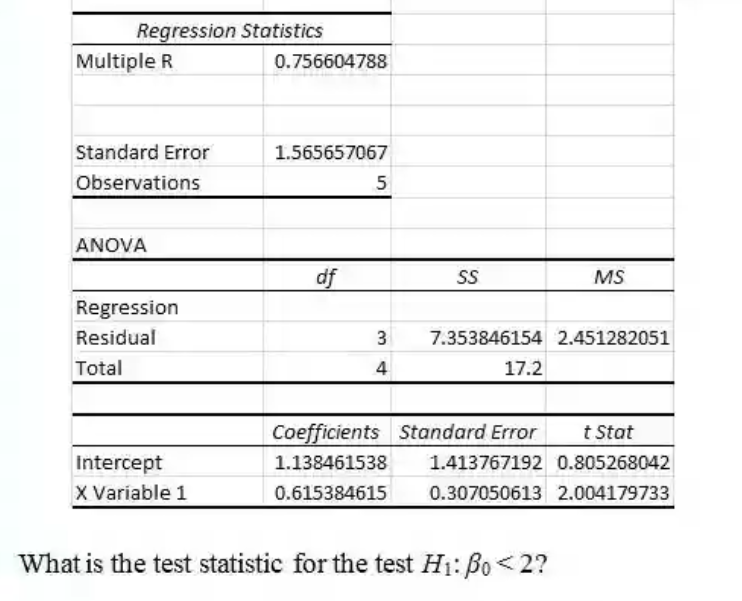 Regression Statistics
Multiple R 0.756604788
Standard Error 1.565657067
Observations 5
ANOVA
df SS MS
Regression
Residual 3 7.353846154 2.451282051
Total 4 17.2
Coefficients Standard Error t Stat
Intercept 1.138461538 1.413767192 0.805268042
X Variable 1 0.615384615 0.307050613 2.004179733
What is the test statistic for the test H₁: β₀ < 2?